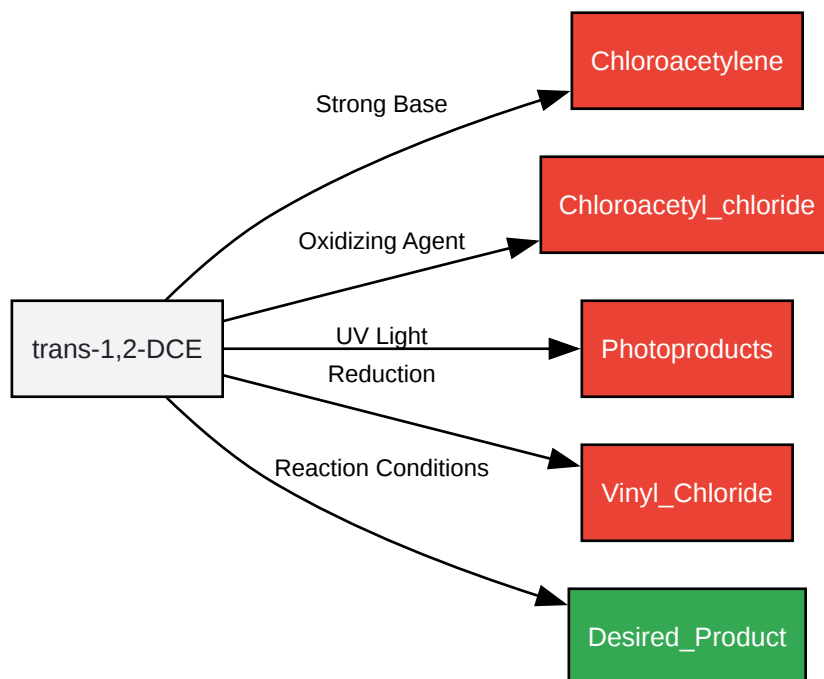 Chloroacetylene
Strong Base
Chloroacetyl_chloride
Oxidizing Agent
trans-1,2-DCE
UV Light
Photoproducts
Reduction
Reaction Conditions
Vinyl_Chloride
Desired_Product